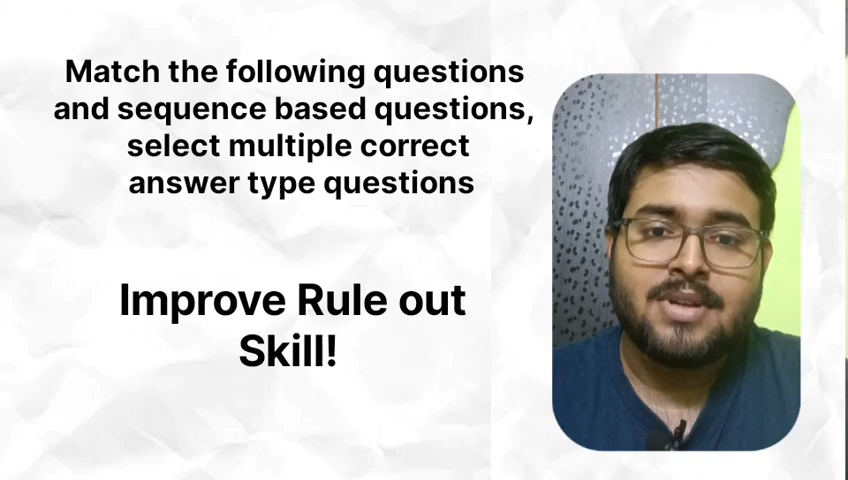 Match the following questions
and sequence based questions,
select multiple correct
answer type questions
Improve Rule out
Skill!